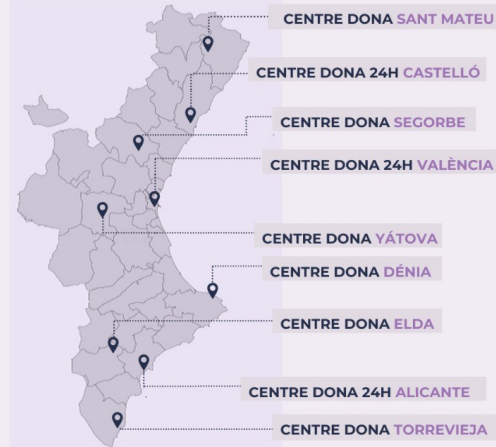 CENTRE DONA SANT MATEU
CENTRE DONA 24H CASTELLÓ
CENTRE DONA SEGORBE
CENTRE DONA 24H VALÈNCIA
CENTRE DONA YÁTOVA
CENTRE DONA DÉNIA
CENTRE DONA ELDA
CENTRE DONA 24H ALICANTE
CENTRE DONA TORREVIEJA